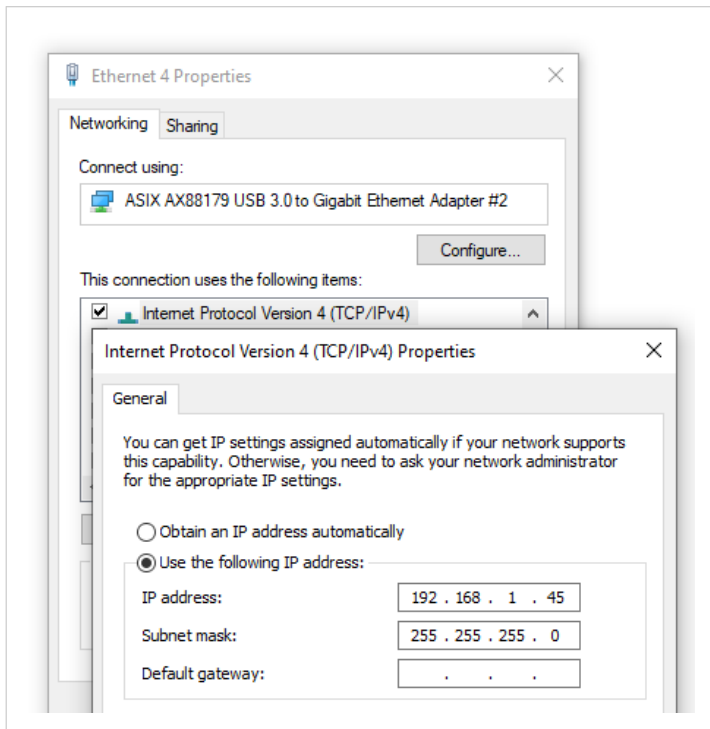 Ethernet 4 Properties
Networking
Sharing
Connect using:
ASIX AX88179 USB 3.0 to Gigabit Ethernet Adapter #2
Configure...
This connection uses the following items:
Internet Protocol Version 4 (TCP/IPv4)
Internet Protocol Version 4 (TCP/IPv4) Properties
General
You can get IP settings assigned automatically if your network supports
this capability. Otherwise, you need to ask your network administrator
for the appropriate IP settings.
Obtain an IP address automatically
Use the following IP address:
IP address:
192 . 168 . 1 . 45
Subnet mask:
255 . 255 . 255 . 0
Default gateway:
. . .